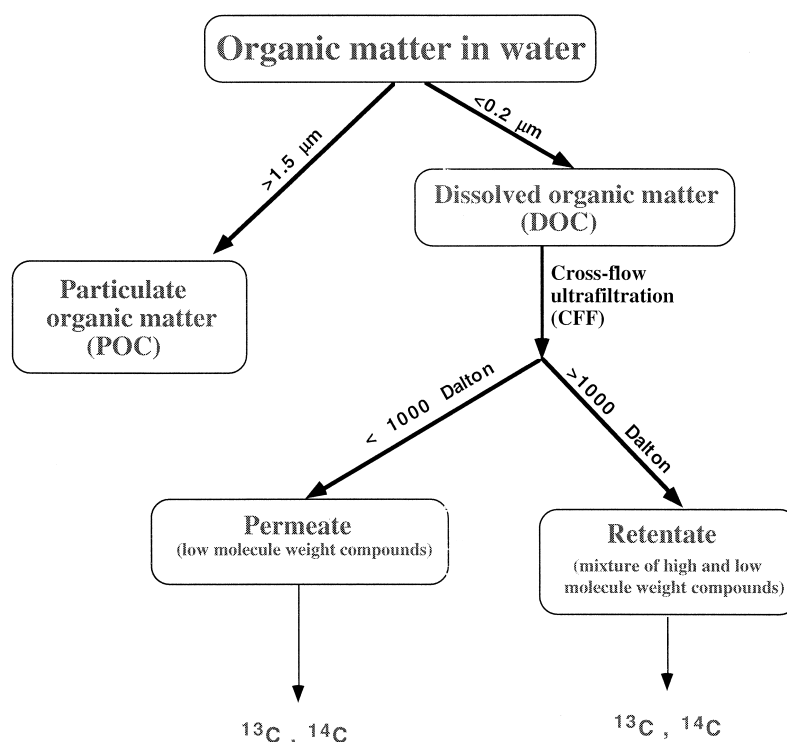 Organic matter in water
>1.5 μm
<0.2 μm
Dissolved organic matter
(DOC)
Particulate
organic matter
(POC)
Cross-flow
ultrafiltration
(CFF)
< 1000 Dalton
>1000 Dalton
Permeate
(low molecule weight compounds)
Retentate
(mixture of high and low
molecule weight compounds)
¹³C , ¹⁴C
¹³C , ¹⁴C